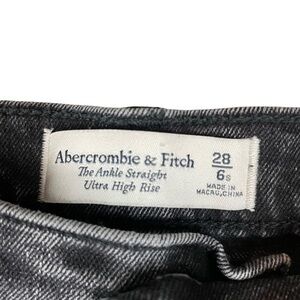 Abercrombie & Fitch
The Ankle Straight
Ultra High Rise
28
6s
MADE IN
MACAU, CHINA